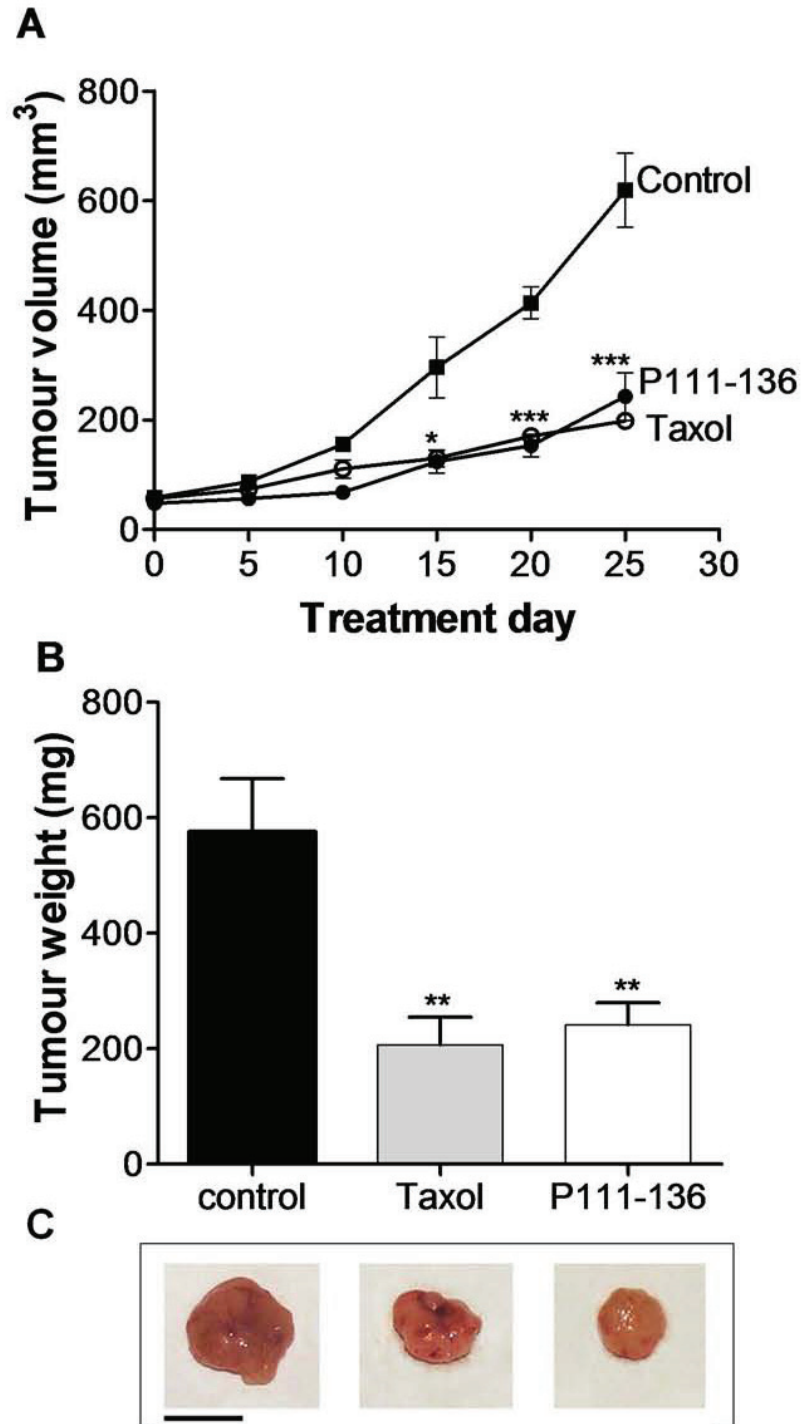 A
Tumour volume (mm³)
800
600
400
200
0
Control
***
P111-136
***
Taxol
*
0 5 10 15 20 25 30
Treatment day
B
Tumour weight (mg)
800
600
400
200
0
**
**
control Taxol P111-136
C